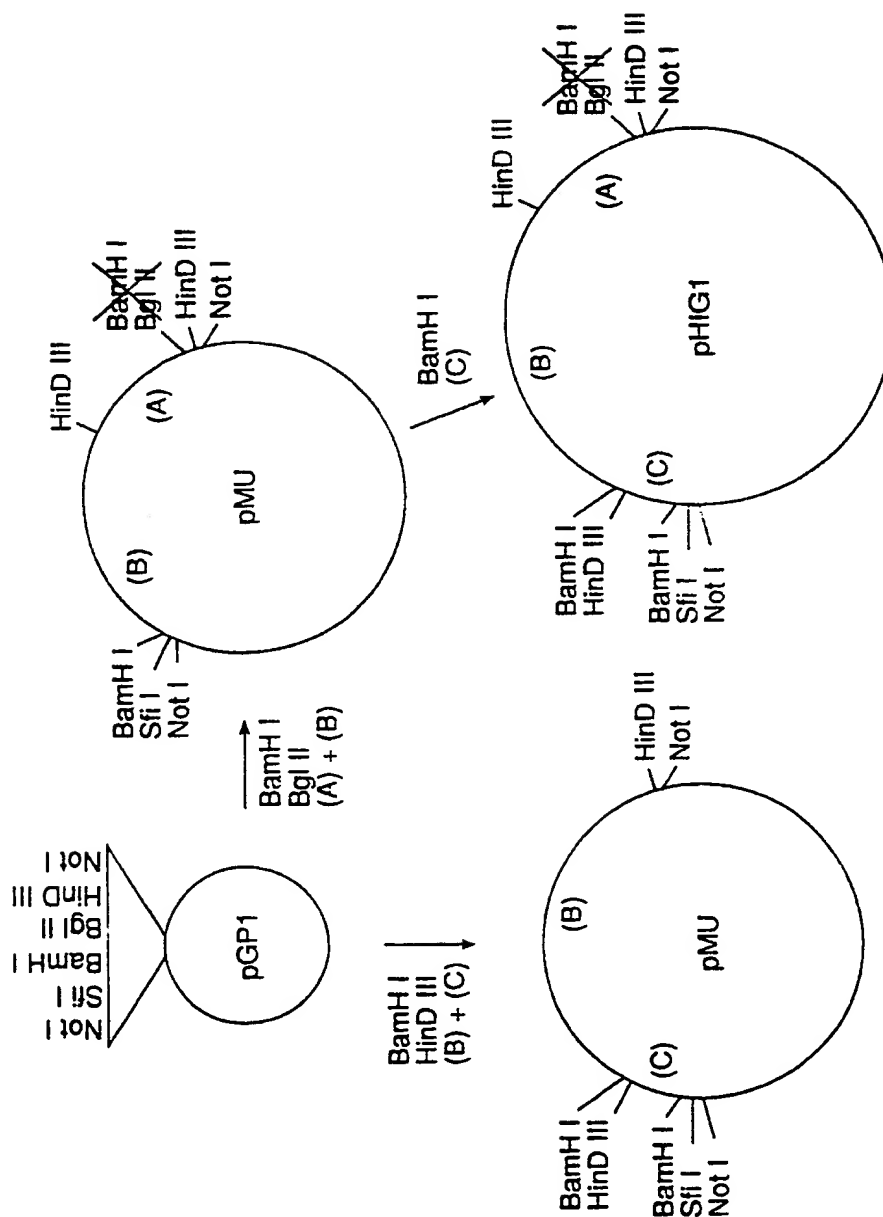 Not I
Sfi I
BamH I
Bgl II
HinD III
Not I
pGP1
BamH I
Bgl II
(A) + (B)
BamH I
Sfi I
Not I
(B)
HinD III
(A)
BamH I
Bgl II
HinD III
Not I
pMU
BamH I
HinD III
(B) + (C)
BamH I
(C)
BamH I
HinD III
(C)
BamH I
Sfi I
Not I
(B)
HinD III
Not I
pMU
BamH I
HinD III
(C)
BamH I
Sfi I
Not I
(B)
HinD III
(A)
BamH I
Bgl II
HinD III
Not I
pHIG1